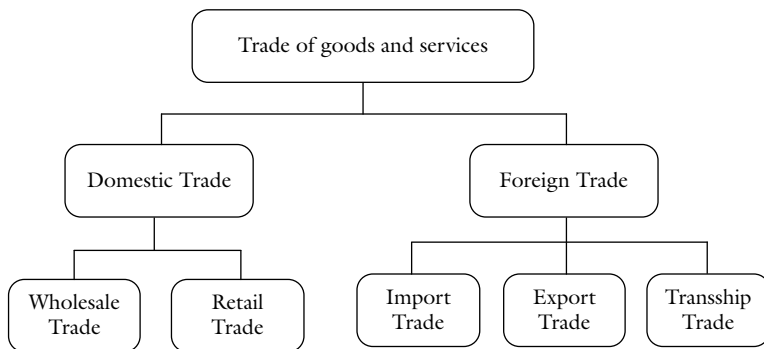 Trade of goods and services
Domestic Trade
Foreign Trade
Wholesale
Trade
Retail
Trade
Import
Trade
Export
Trade
Transship
Trade